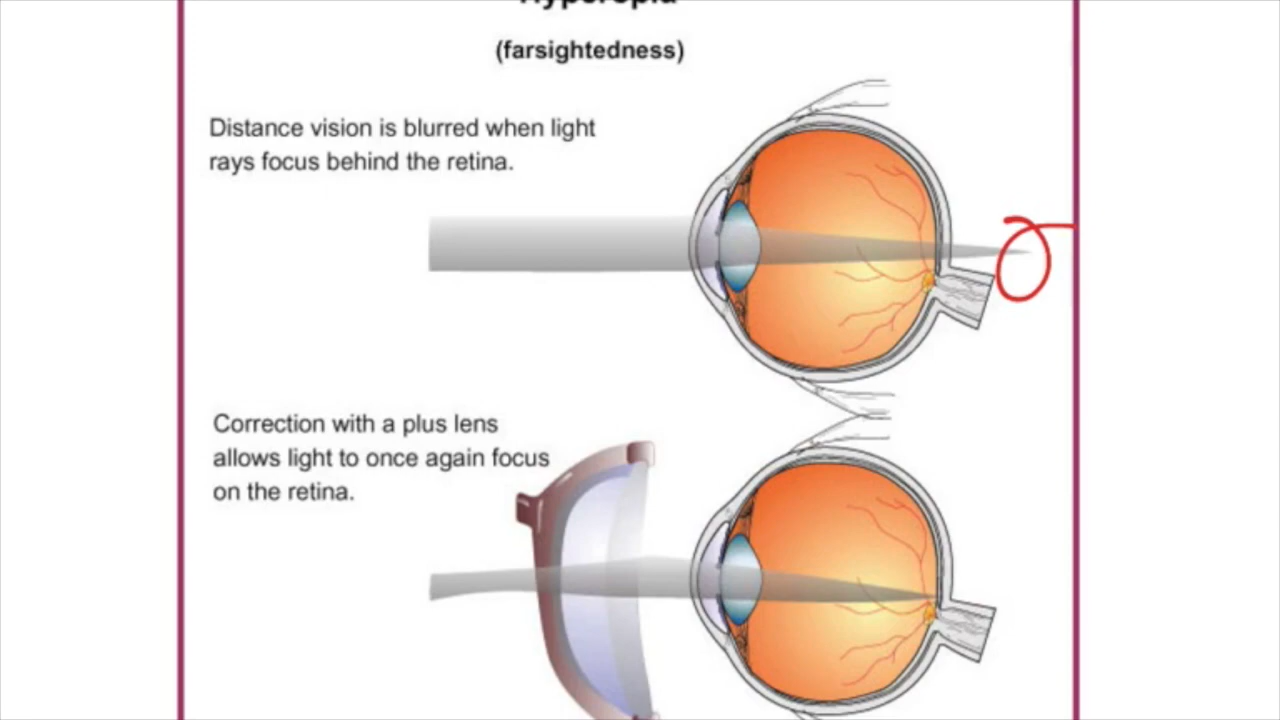 (farsightedness)
Distance vision is blurred when light
rays focus behind the retina.
Correction with a plus lens
allows light to once again focus
on the retina.